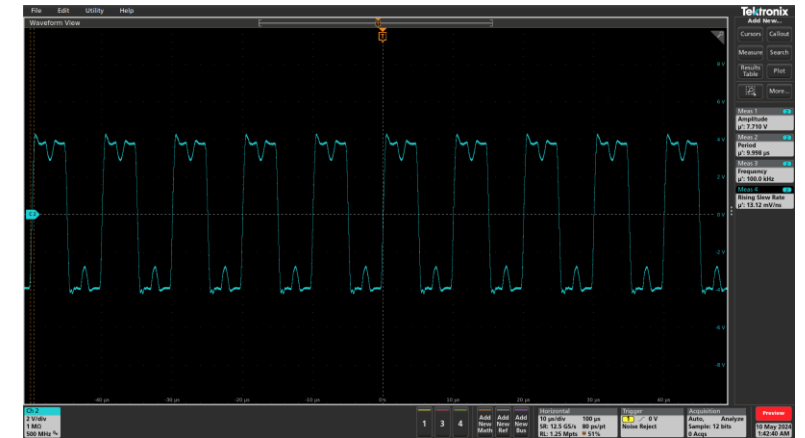 File Edit Utility Help
Tektronix
Waveform View
Add New...
T
Cursors Callout
Measure Search
Results Table Plot
More...
8 V
6 V
4 V
2 V
0 V
-2 V
-4 V
-6 V
-8 V
Meas 1
Amplitude
µ': 7.710 V
Meas 2
Period
µ': 9.998 µs
Meas 3
Frequency
µ': 100.0 kHz
Meas 4
Rising Slew Rate
µ': 13.12 mV/ns
C2
-40 µs -30 µs -20 µs -10 µs 0 s 10 µs 20 µs 30 µs 40 µs
Ch 2
2 V/div
1 MΩ
500 MHz
1 3 4
Add New Math
Add New Ref
Add New Bus
Horizontal
10 µs/div 100 µs
SR: 12.5 GS/s 80 ps/pt
RL: 1.25 Mpts 51%
Trigger
1 0 V
Noise Reject
Acquisition
Auto, Analyze
Sample: 12 bits
0 Acqs
Preview
10 May 2024
1:42:40 AM